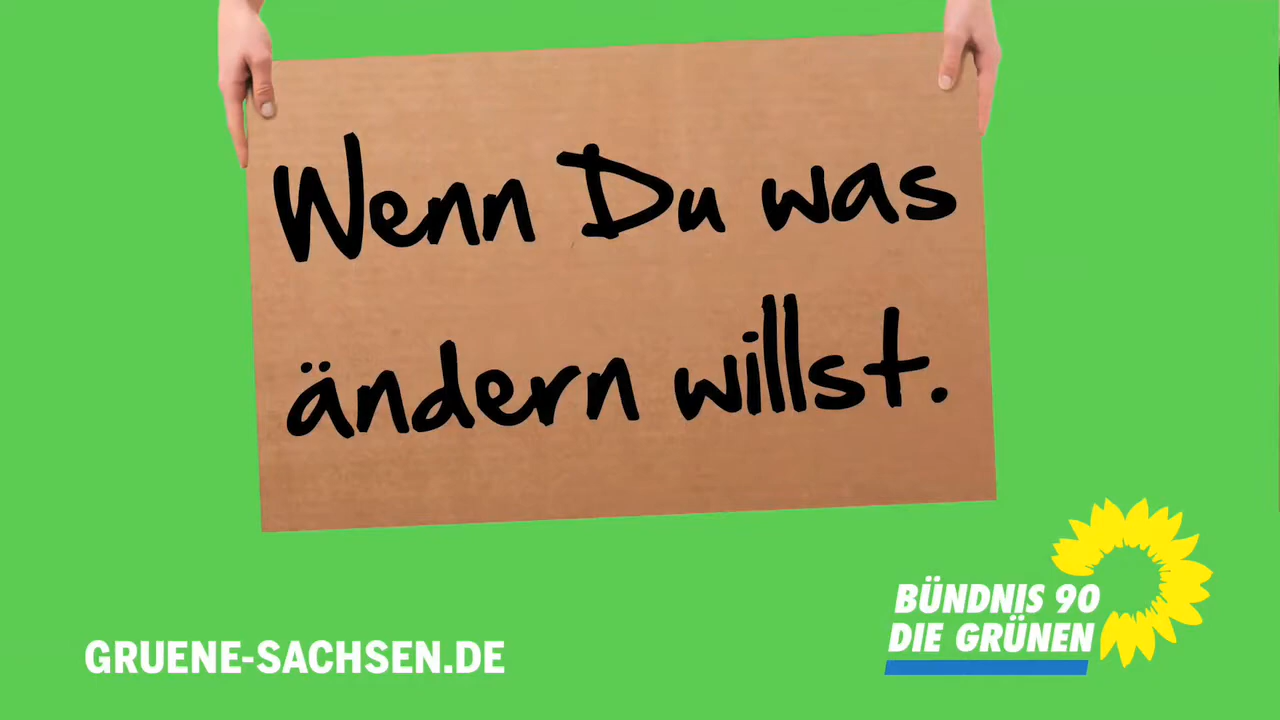 Wenn Du was
ändern willst.
BÜNDNIS 90
DIE GRÜNEN
GRUENE-SACHSEN.DE